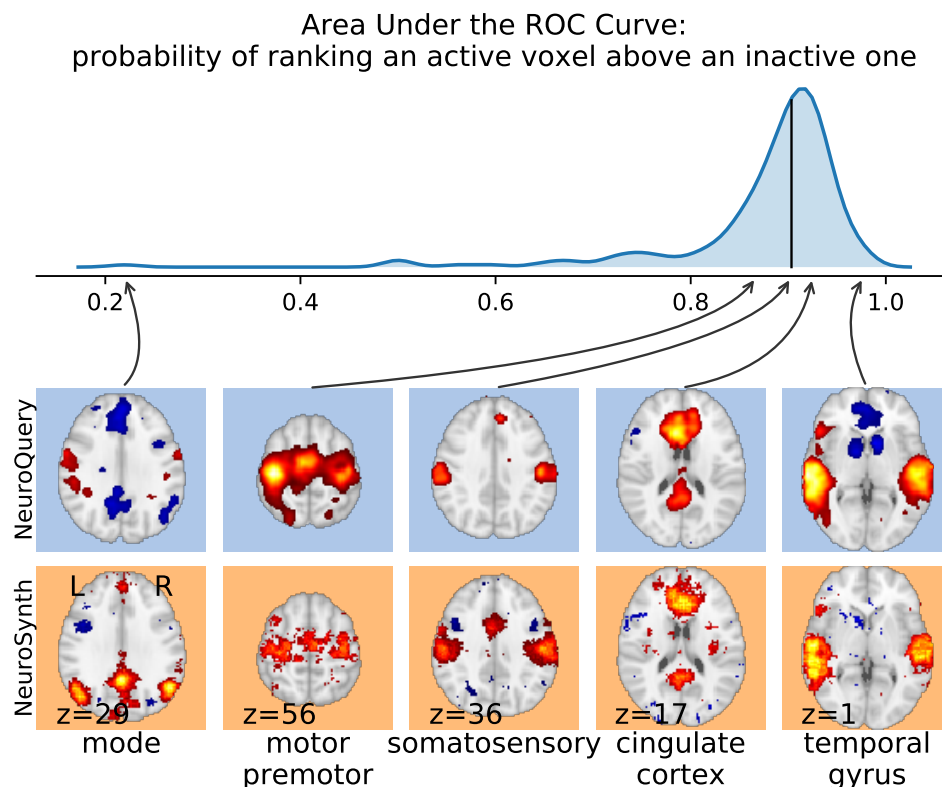 Area Under the ROC Curve:
probability of ranking an active voxel above an inactive one
0.2 0.4 0.6 0.8 1.0
NeuroQuery
NeuroSynth
L R
z=29 z=56 z=36 z=17 z=1
mode motor somatosensory cingulate temporal
premotor cortex gyrus